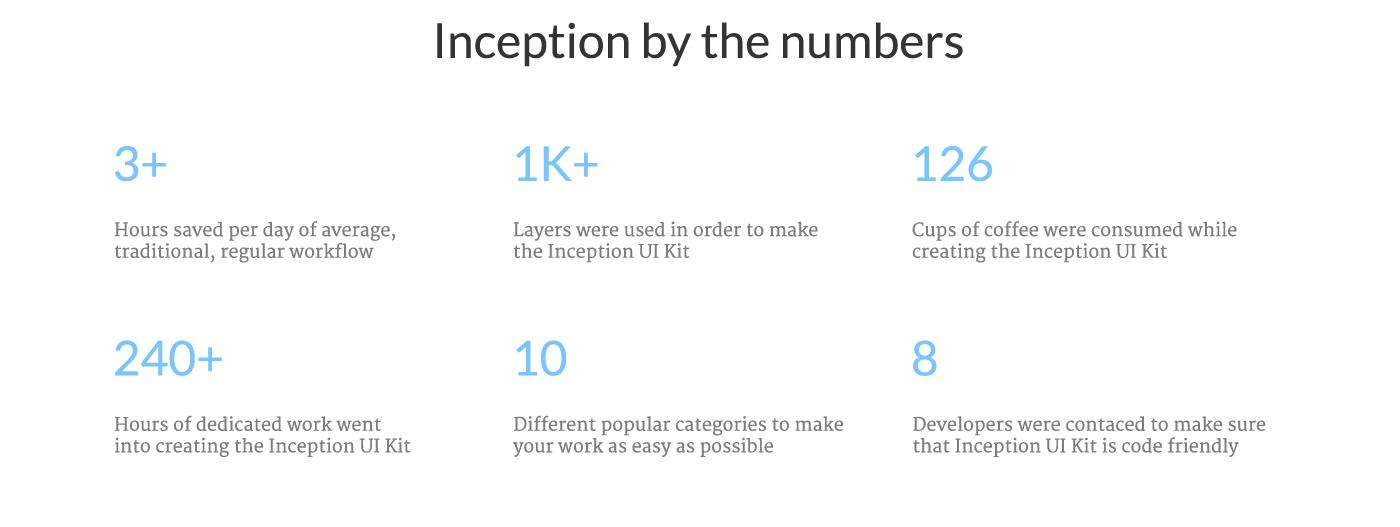 Inception by the numbers
3+
Hours saved per day of average,
traditional, regular workflow
1K+
Layers were used in order to make
the Inception UI Kit
126
Cups of coffee were consumed while
creating the Inception UI Kit
240+
Hours of dedicated work went
into creating the Inception UI Kit
10
Different popular categories to make
your work as easy as possible
8
Developers were contaced to make sure
that Inception UI Kit is code friendly